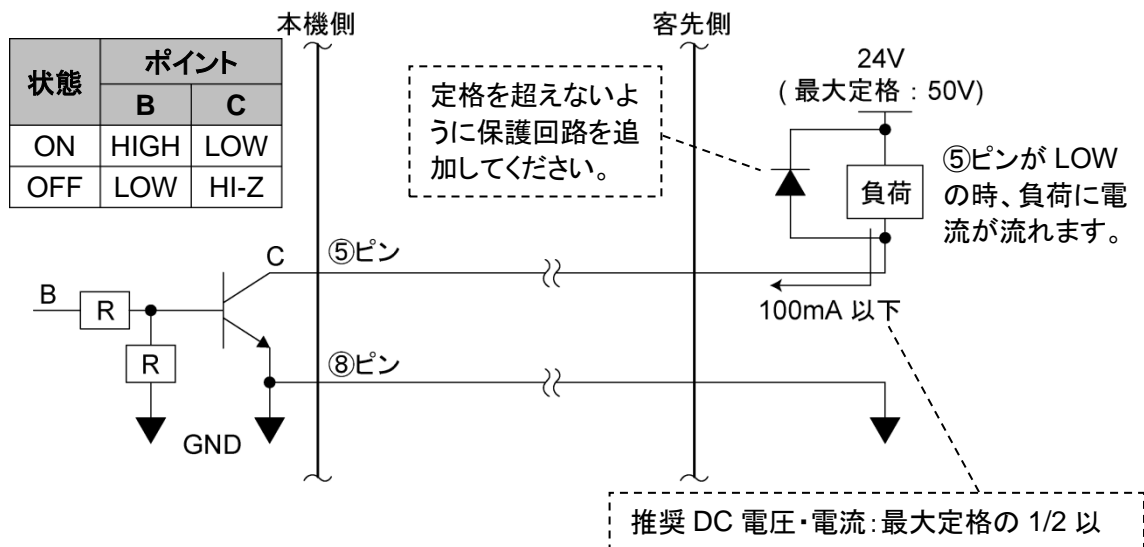 本機側
客先側
状態 ポイント
B C
ON HIGH LOW
OFF LOW HI-Z
定格を超えないよ
うに保護回路を追
加してください。
24V
( 最大定格 : 50V)
負荷
⑤ピンが LOW
の時、負荷に電
流が流れます。
C
⑤ピン
B
R
R
100mA 以下
⑧ピン
GND
推奨 DC 電圧・電流:最大定格の 1/2 以